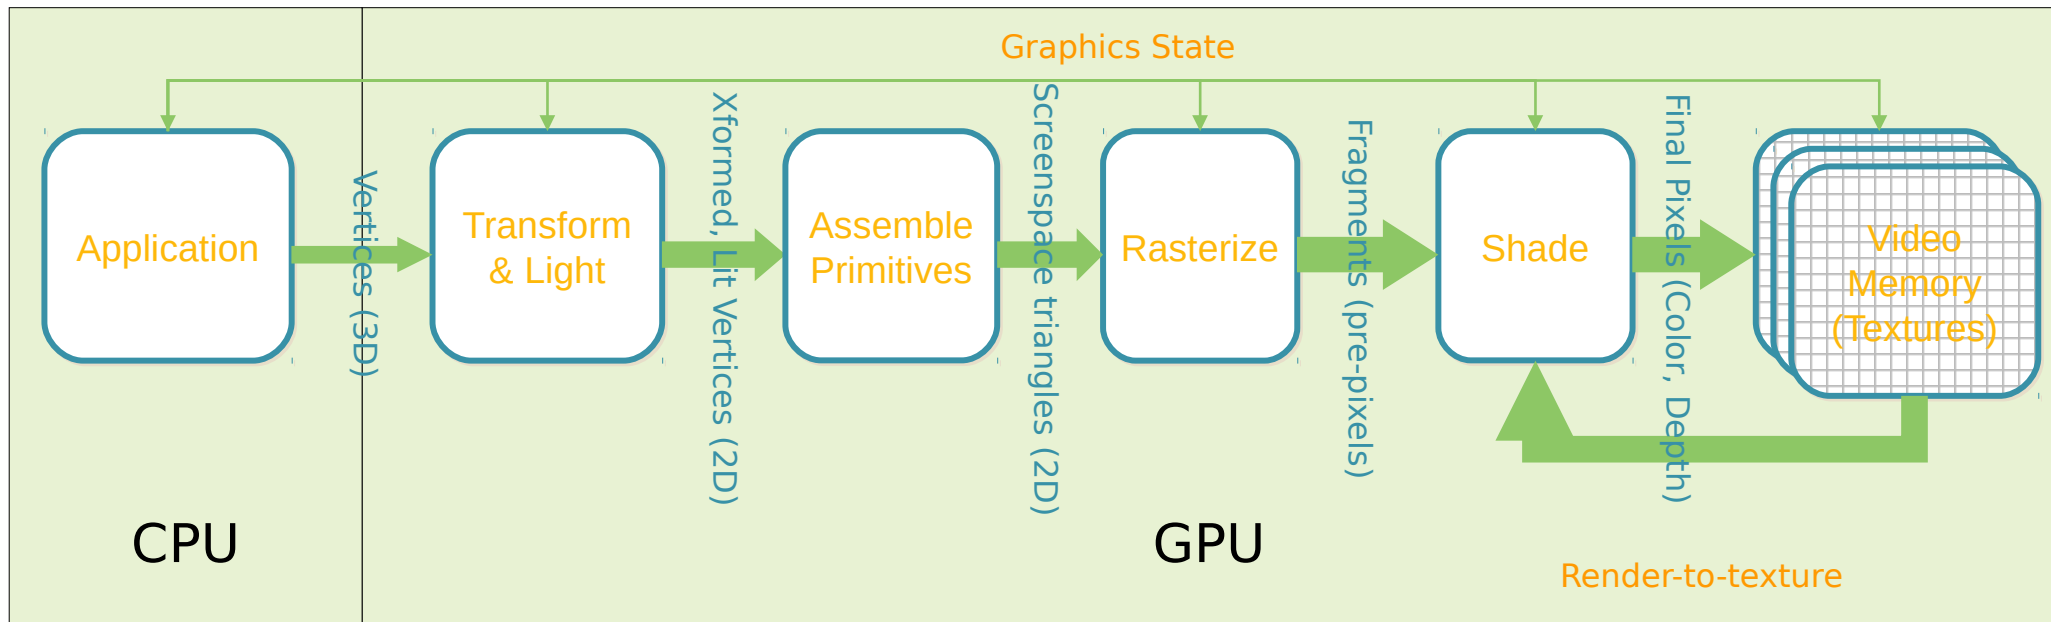 Graphics State
Application
Vertices (3D)
Transform
& Light
Xformed, Lit Vertices (2D)
Assemble
Primitives
Screenspace triangles (2D)
Rasterize
Fragments (pre-pixels)
Shade
Final Pixels (Color, Depth)
Video
Memory
(Textures)
CPU
GPU
Render-to-texture